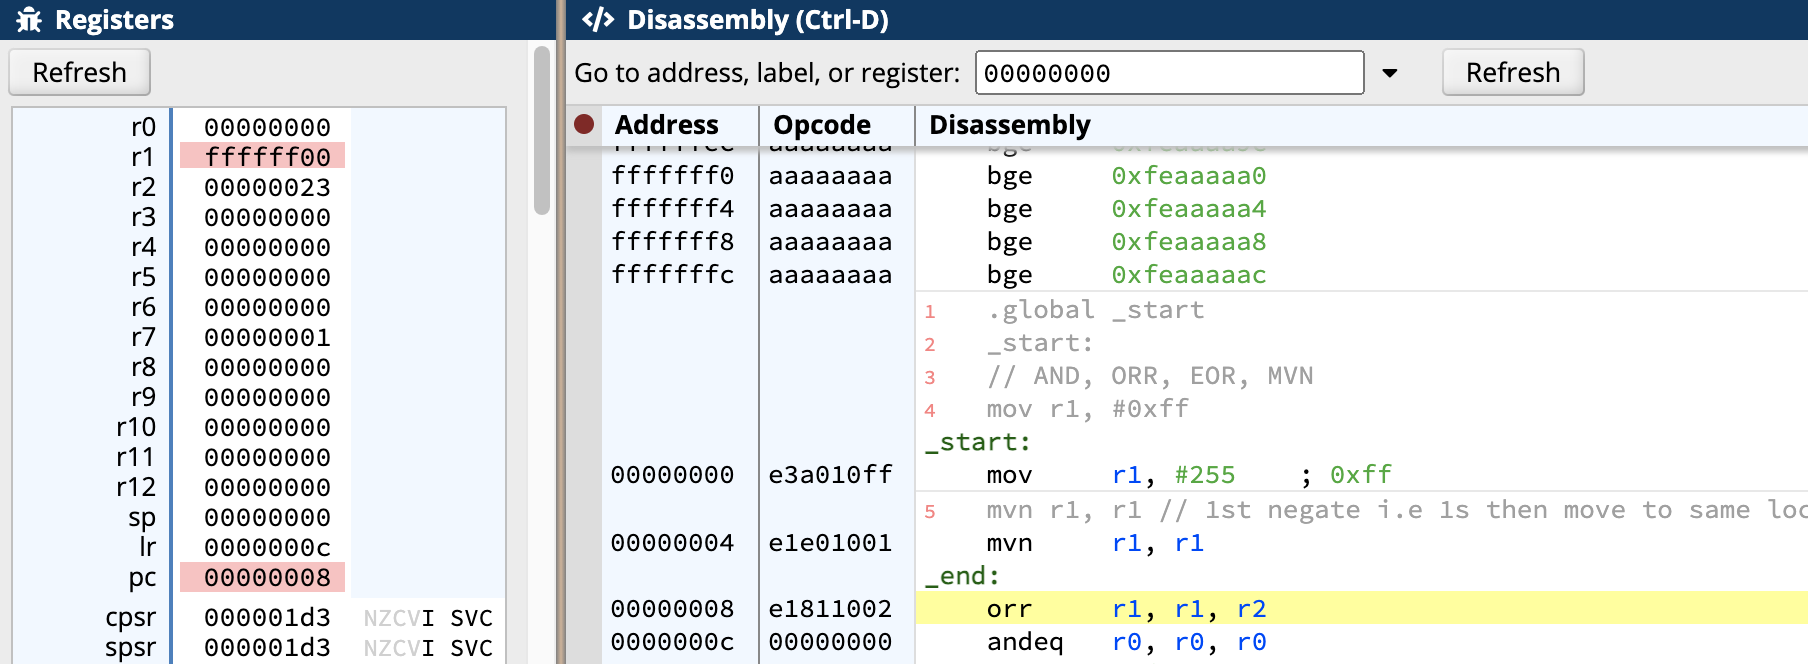 Registers
Refresh
r0 00000000
r1 ffffff00
r2 00000023
r3 00000000
r4 00000000
r5 00000000
r6 00000000
r7 00000001
r8 00000000
r9 00000000
r10 00000000
r11 00000000
r12 00000000
sp 00000000
lr 0000000c
pc 00000008
cpsr 000001d3 NZCVI SVC
spsr 000001d3 NZCVI SVC
</> Disassembly (Ctrl-D)
Go to address, label, or register: 00000000 Refresh
Address Opcode Disassembly
fffffff0 aaaaaaaa bge 0xfeaaaaa0
fffffff4 aaaaaaaa bge 0xfeaaaaa4
fffffff8 aaaaaaaa bge 0xfeaaaaa8
fffffffc aaaaaaaa bge 0xfeaaaaac
1 .global _start
2 _start:
3 // AND, ORR, EOR, MVN
4 mov r1, #0xff
_start:
00000000 e3a010ff mov r1, #255 ; 0xff
5 mvn r1, r1 // 1st negate i.e 1s then move to same loc
00000004 e1e01001 mvn r1, r1
_end:
00000008 e1811002 orr r1, r1, r2
0000000c 00000000 andeq r0, r0, r0